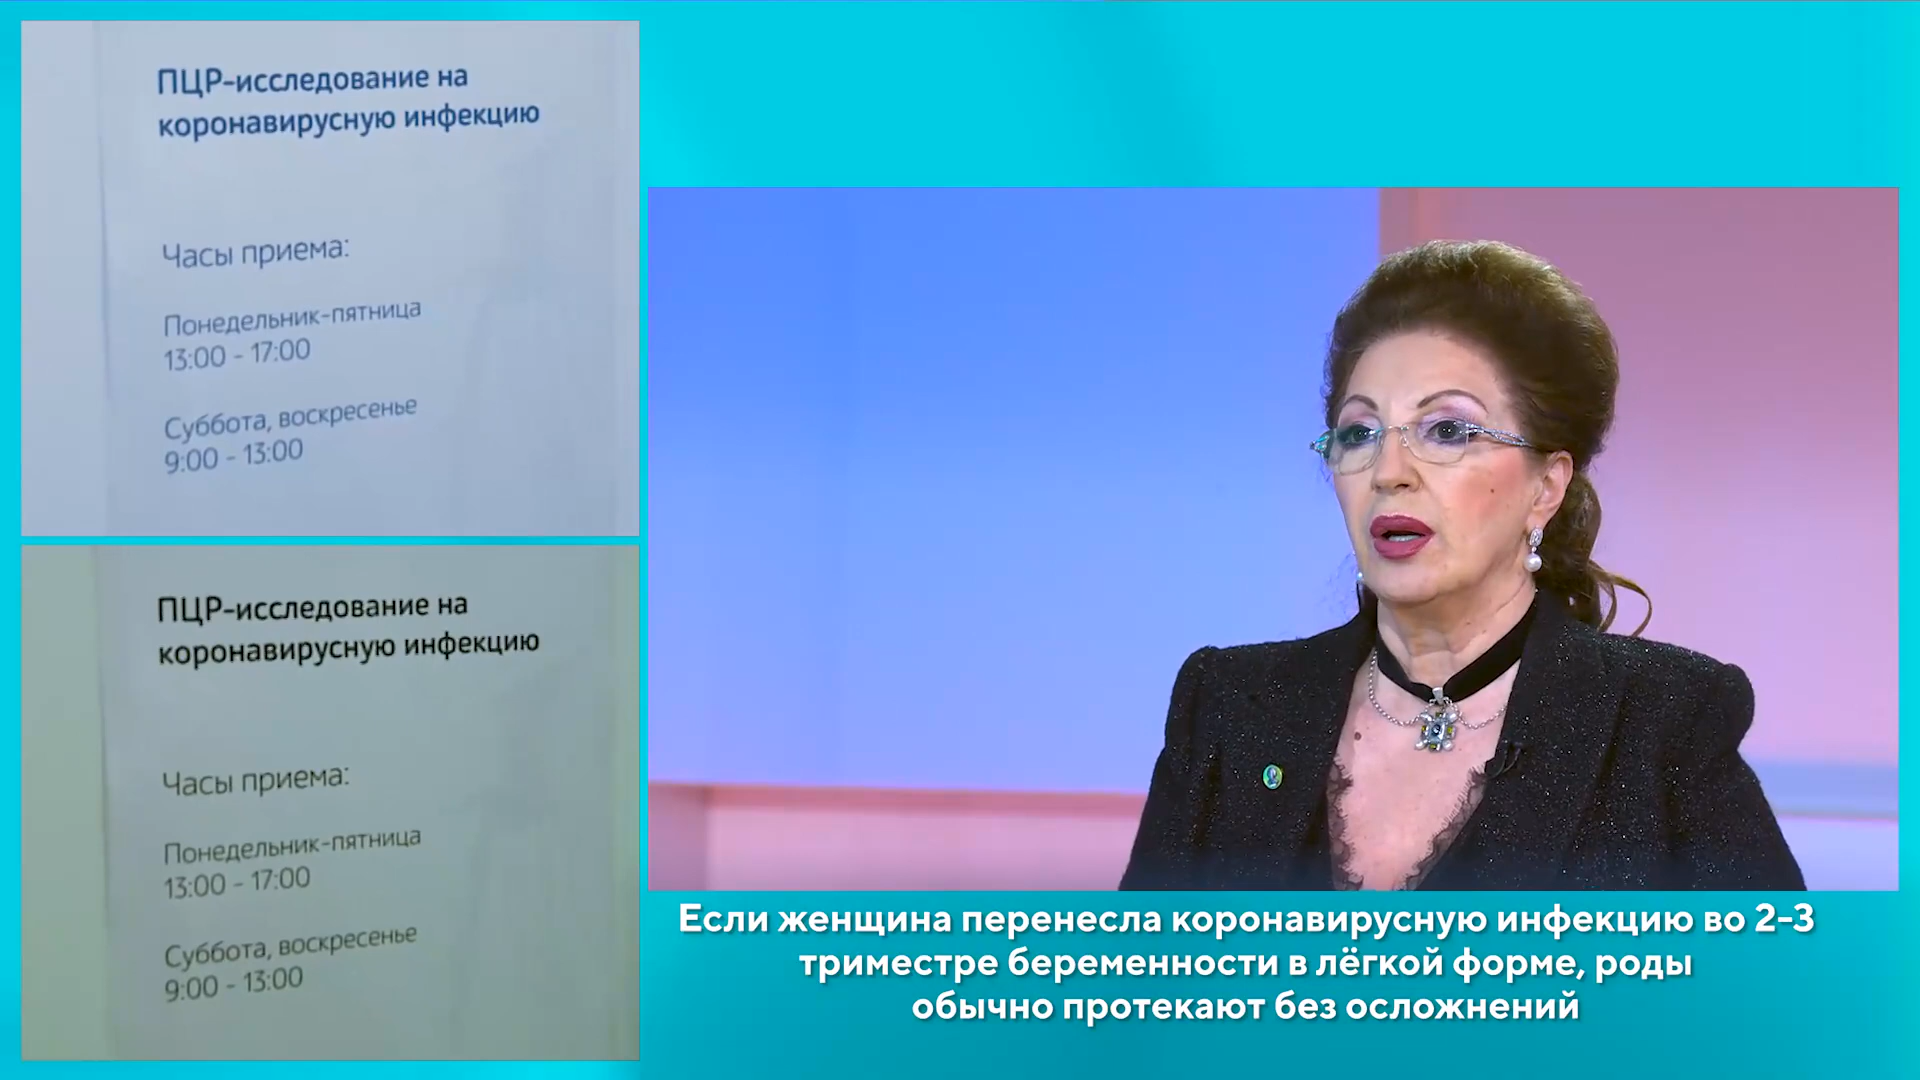 ПЦР-исследование на
коронавирусную инфекцию
Часы приема:
Понедельник-пятница
13:00 - 17:00
Суббота, воскресенье
9:00 - 13:00
ПЦР-исследование на
коронавирусную инфекцию
Часы приема:
Понедельник-пятница
13:00 - 17:00
Суббота, воскресенье
9:00 - 13:00
Если женщина перенесла коронавирусную инфекцию во 2-3
триместре беременности в лёгкой форме, роды
обычно протекают без осложнений